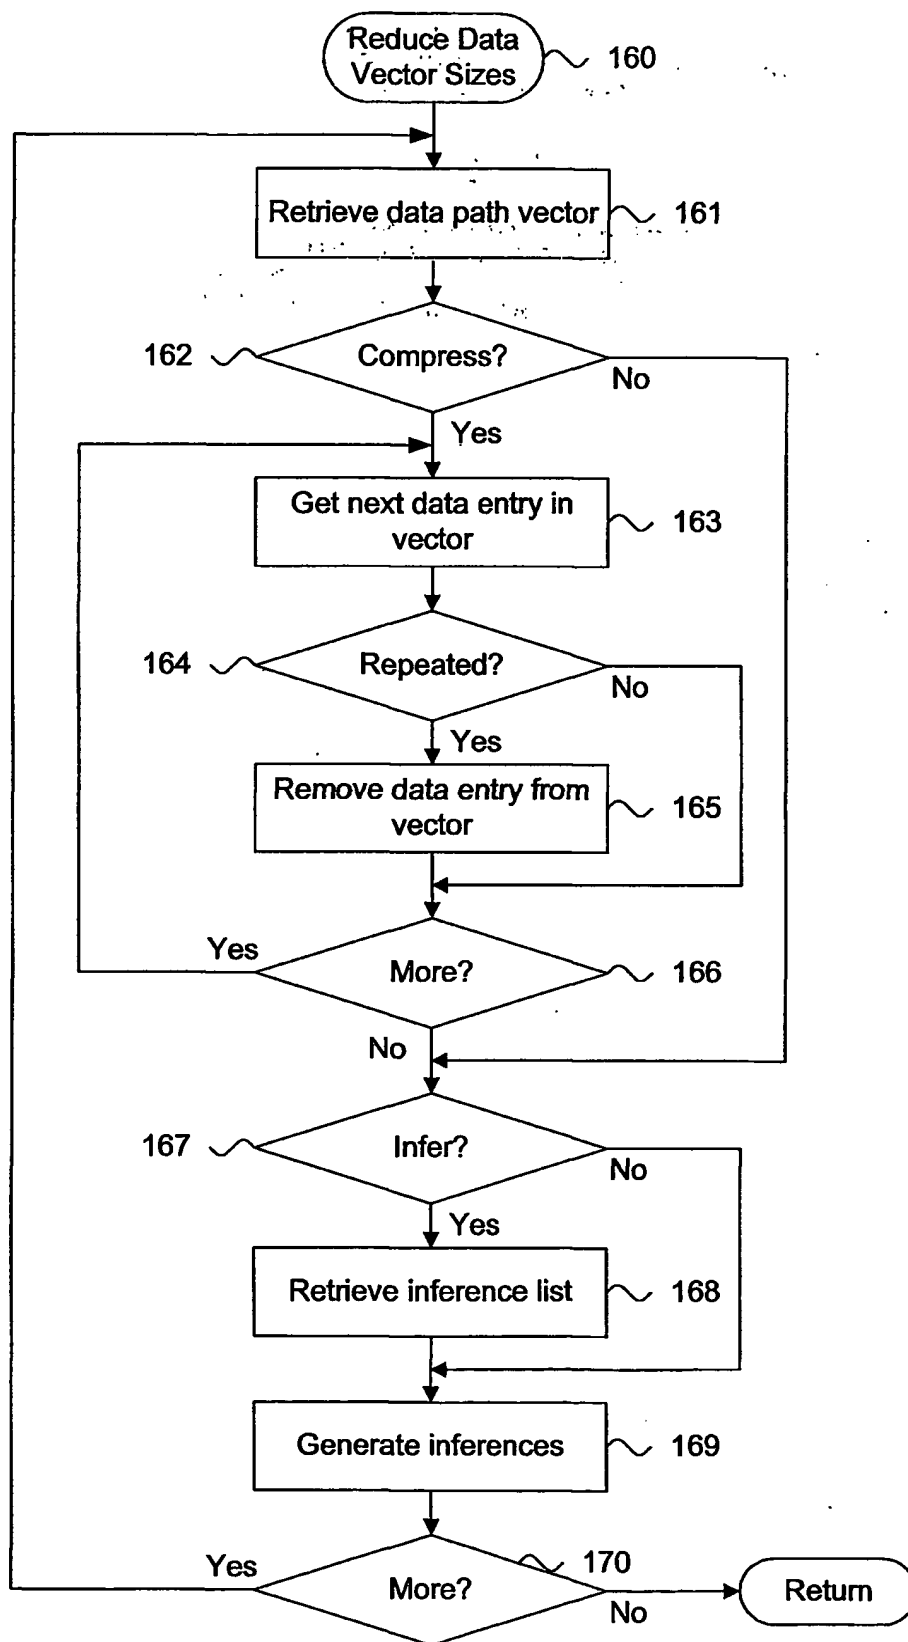 Reduce Data
Vector Sizes
160
Retrieve data path vector
161
162
Compress?
No
Yes
Get next data entry in
vector
163
164
Repeated?
No
Yes
Remove data entry from
vector
165
Yes
More?
166
No
167
Infer?
No
Yes
Retrieve inference list
168
Generate inferences
169
Yes
170
More?
No
Return